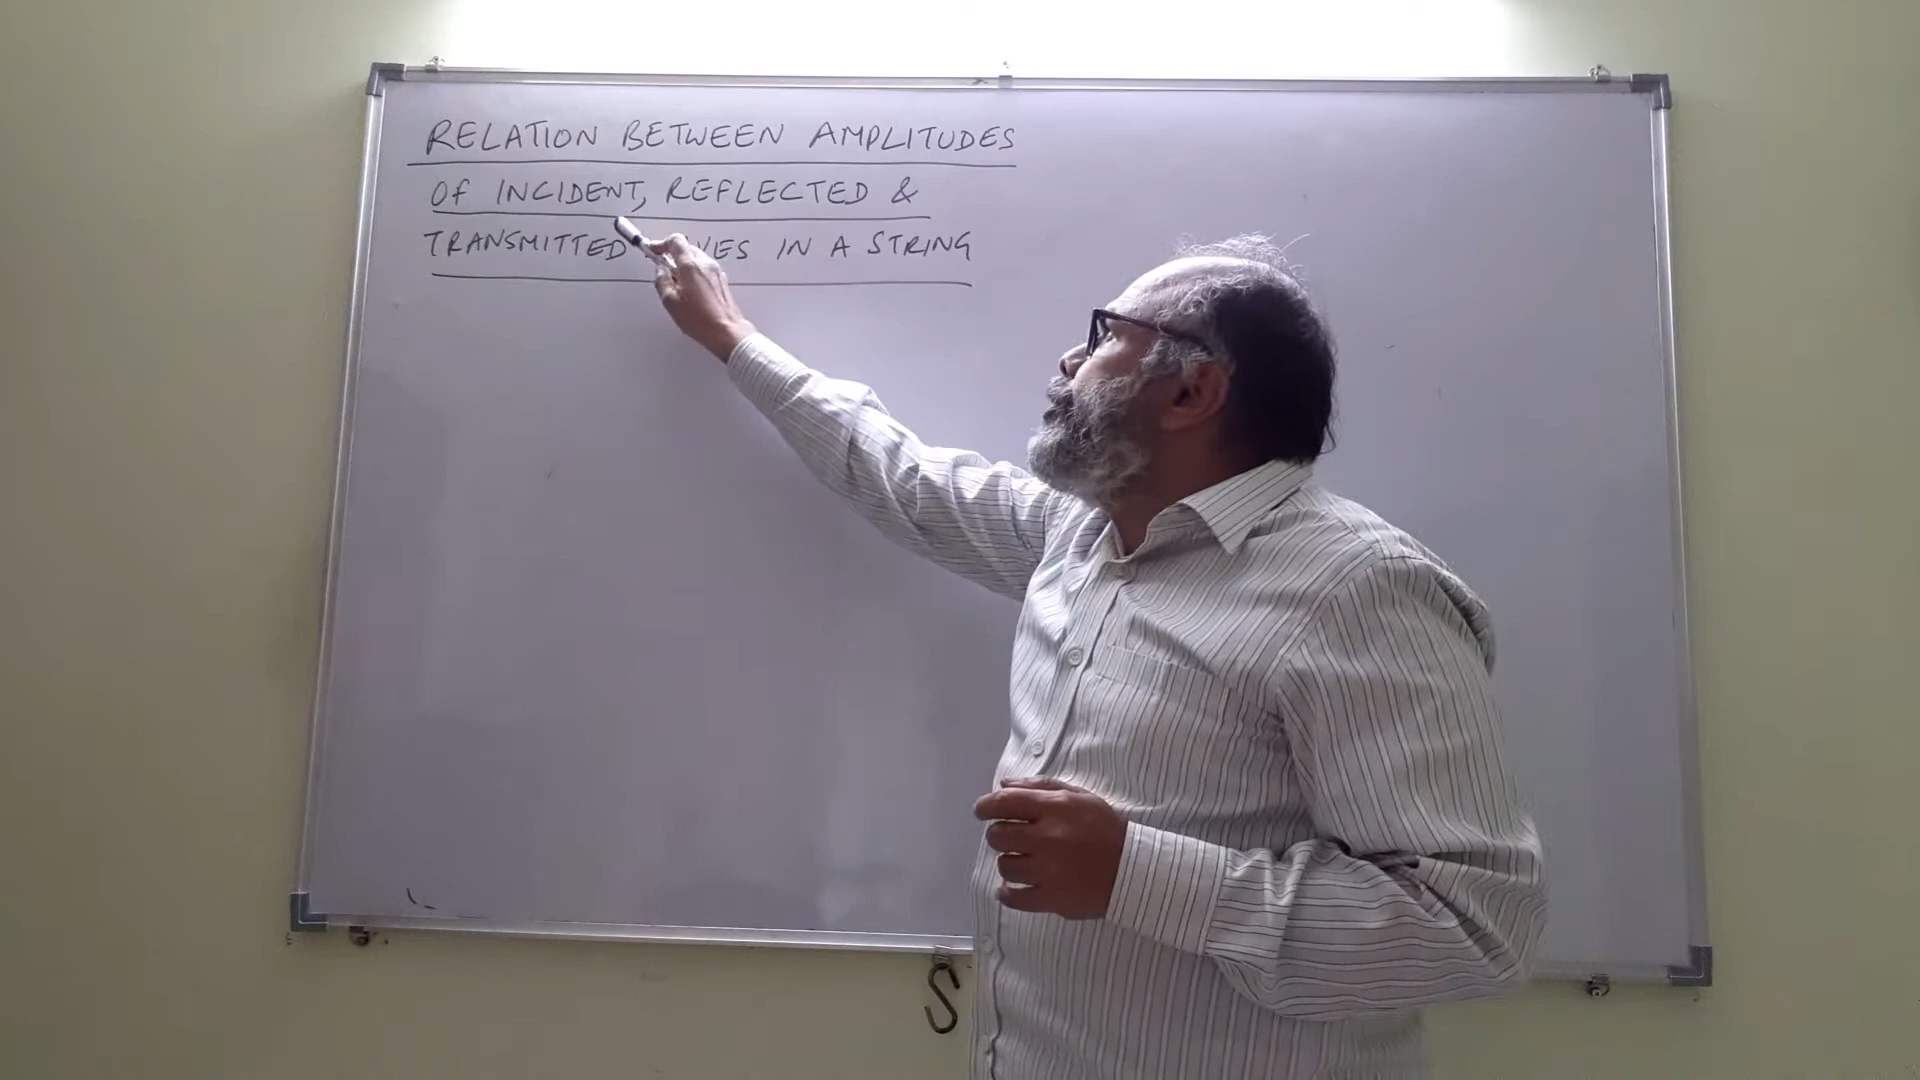 RELATION BETWEEN AMPLITUDES
OF INCIDENT, REFLECTED &
TRANSMITTED IN A STRING